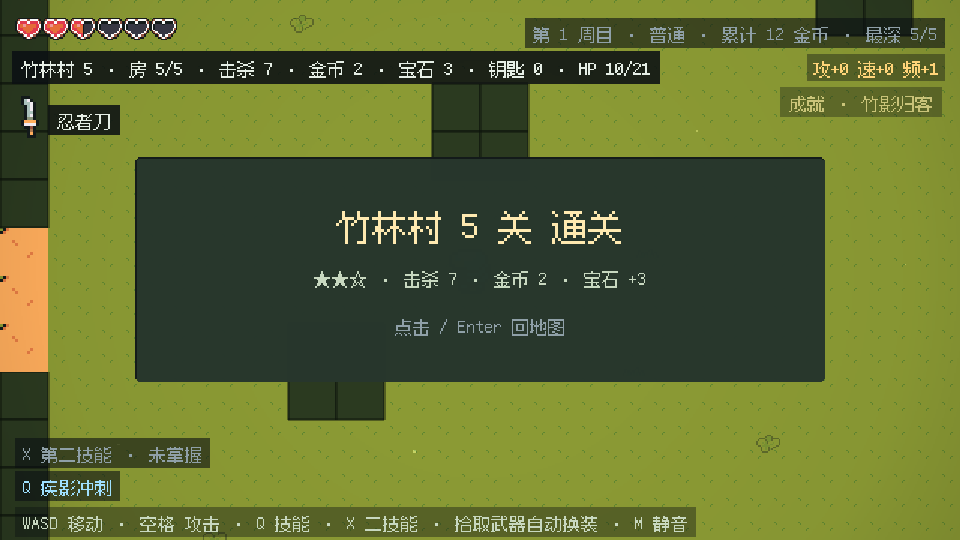 第 1 周目 · 普通 · 累计 12 金币 · 最深 5/5
竹林村 5 · 房 5/5 · 击杀 7 · 金币 2 · 宝石 3 · 钥匙 0 · HP 10/21
攻+0 速+0 频+1
成就 · 竹影归客
忍者刀
竹林村 5 关 通关
★★☆ · 击杀 7 · 金币 2 · 宝石 +3
点击 / Enter 回地图
X 第二技能 · 未掌握
Q 疾影冲刺
WASD 移动 · 空格 攻击 · Q 技能 · X 二技能 · 拾取武器自动换装 · M 静音